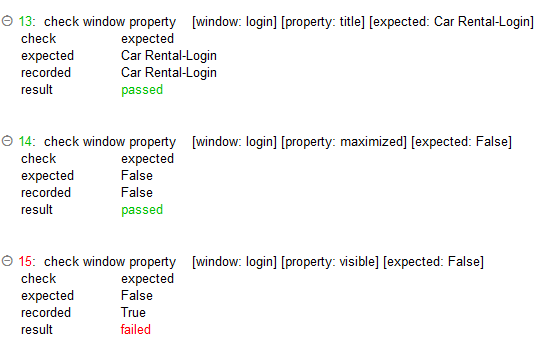 13: check window property [window: login] [property: title] [expected: Car Rental-Login]
check expected
expected Car Rental-Login
recorded Car Rental-Login
result passed
14: check window property [window: login] [property: maximized] [expected: False]
check expected
expected False
recorded False
result passed
15: check window property [window: login] [property: visible] [expected: False]
check expected
expected False
recorded True
result failed